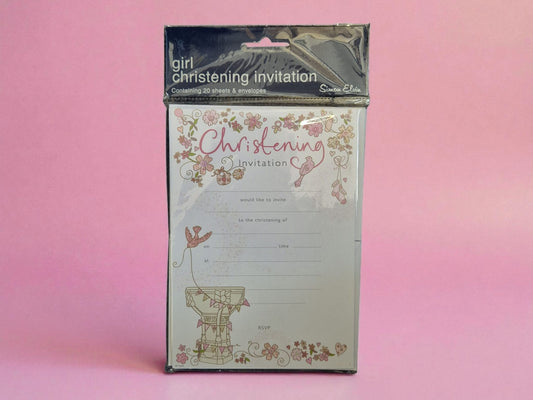 girl
christening invitation
Containing 20 sheets & envelopes
Simon Elvin
Christening
Invitation
would like to invite
to the christening of
on time
at
RSVP